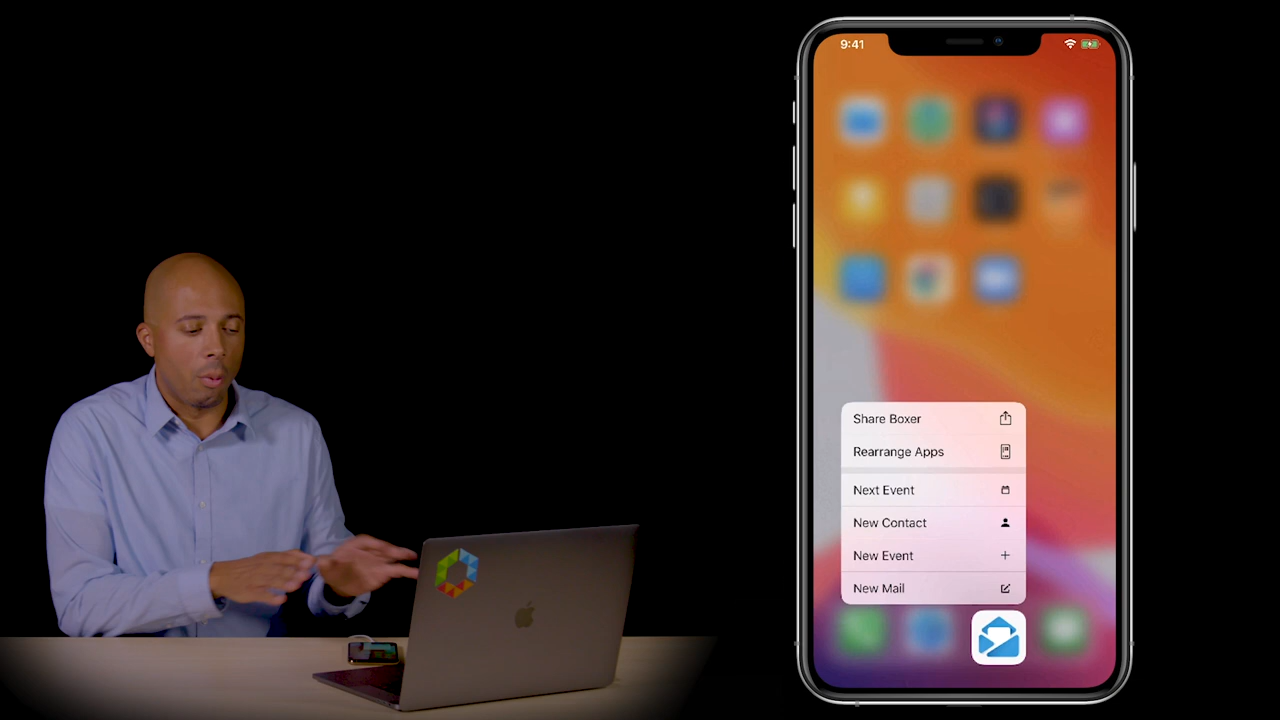 9:41
Share Boxer
Rearrange Apps
Next Event
New Contact
New Event
New Mail